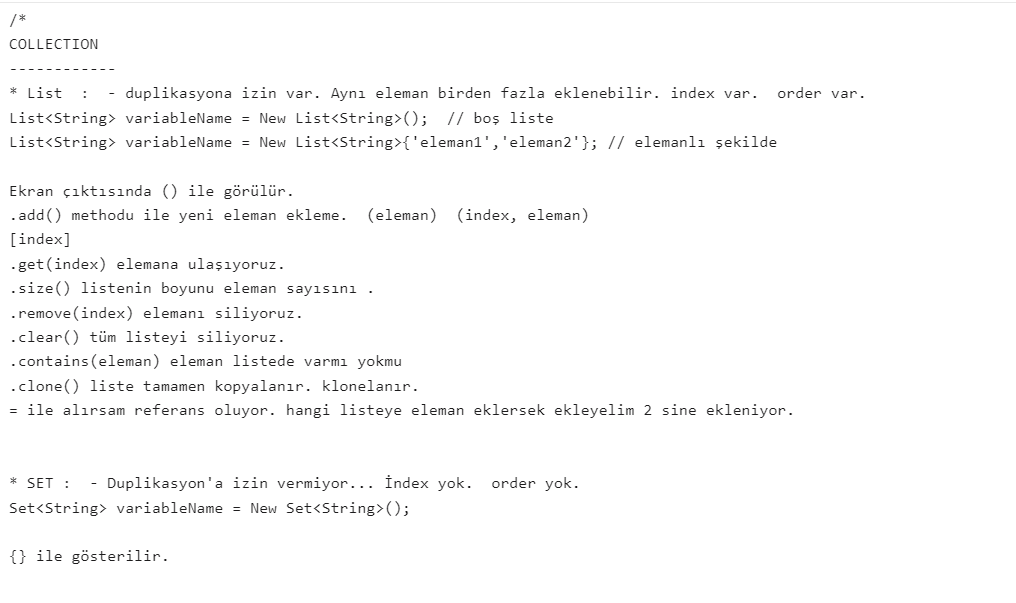 /*
COLLECTION
------------
* List  :  - duplikasyona izin var. Aynı eleman birden fazla eklenebilir. index var.  order var.
List<String> variableName = New List<String>();  // boş liste
List<String> variableName = New List<String>{'eleman1','eleman2'}; // elemanlı şekilde
Ekran çıktısında () ile görülür.
.add() methodu ile yeni eleman ekleme.  (eleman)  (index, eleman)
[index]
.get(index) elemana ulaşıyoruz.
.size() listenin boyunu eleman sayısını .
.remove(index) elemanı siliyoruz.
.clear() tüm listeyi siliyoruz.
.contains(eleman) eleman listede varmı yokmu
.clone() liste tamamen kopyalanır. klonelanır.
= ile alırsam referans oluyor. hangi listeye eleman eklersek ekleyelim 2 sine ekleniyor.
* SET :  - Duplikasyon'a izin vermiyor... İndex yok.  order yok.
Set<String> variableName = New Set<String>();
{} ile gösterilir.